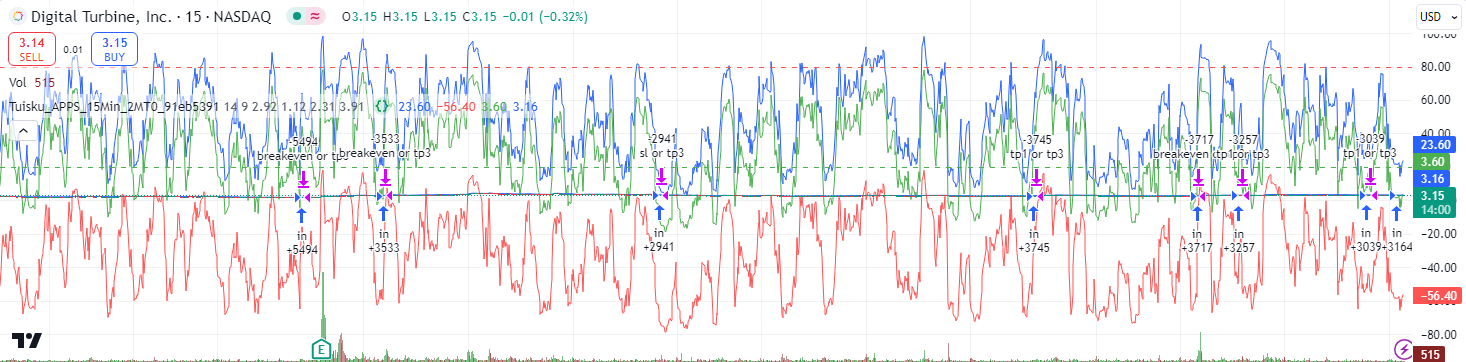 Digital Turbine, Inc. · 15 · NASDAQ O3.15 H3.15 L3.15 C3.15 −0.01 (−0.32%)
USD
3.14 SELL
0.01
3.15 BUY
Vol 515
Tuisku_APPS_15Min_2MT0_91eb5391 14 9 2.92 1.12 2.31 3.91 {} 23.60 −56.40 3.60 3.16
100.00
80.00
60.00
40.00
23.60
3.60
3.16
3.15
14:00
−20.00
−40.00
−56.40
−80.00
515
-5494
breakeven or tp3
-3533
breakeven or tp3
-2941
sl or tp3
-3745
tp1 or tp3
-3717
-3257
tp1 or tp3
-3039
tp1 or tp3
in
+5494
in
+3533
in
+2941
in
+3745
in
+3717
in
+3257
in
+3039
in
+3164
E